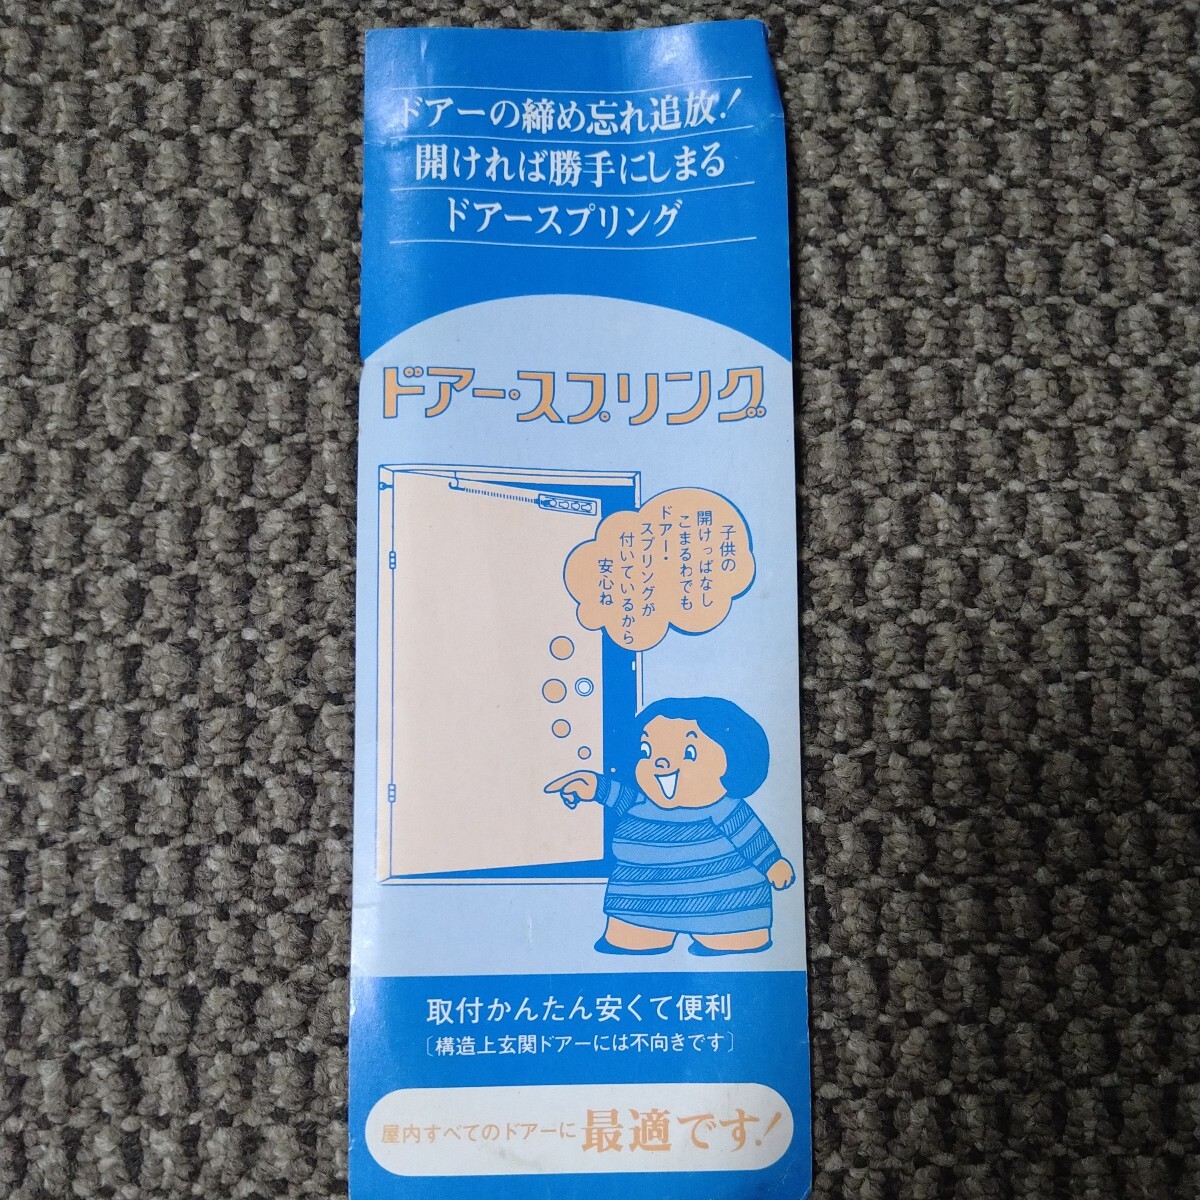 ドアーの締め忘れ追放！
開ければ勝手にしまる
ドアースプリング
ドアー・スプリング
子供の
開けっぱなし
こまるわでも
ドアー・
スプリングが
付いているから
安心ね
取付かんたん安くて便利
〔構造上玄関ドアーには不向きです〕
屋内すべてのドアーに最適です！